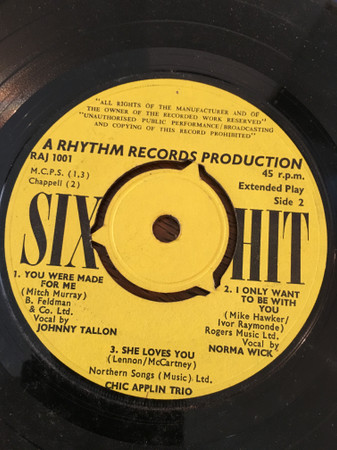 "ALL RIGHTS OF THE MANUFACTURER AND OF
THE OWNER OF THE RECORDED WORK RESERVED"
"UNAUTHORISED PUBLIC PERFORMANCE/BROADCASTING
AND COPYING OF THIS RECORD PROHIBITED"
A RHYTHM RECORDS PRODUCTION
RAJ 1001
45 r.p.m.
M.C.P.S. (1,3)
Chappell (2)
Extended Play
Side 2
SIX HIT
1. YOU WERE MADE
FOR ME
(Mitch Murray)
B. Feldman
& Co. Ltd.
Vocal by
JOHNNY TALLON
2. I ONLY WANT
TO BE WITH
YOU
(Mike Hawker/
Ivor Raymonde)
Rogers Music Ltd.
Vocal by
NORMA WICK
3. SHE LOVES YOU
(Lennon/McCartney)
Northern Songs (Music) Ltd.
CHIC APPLIN TRIO